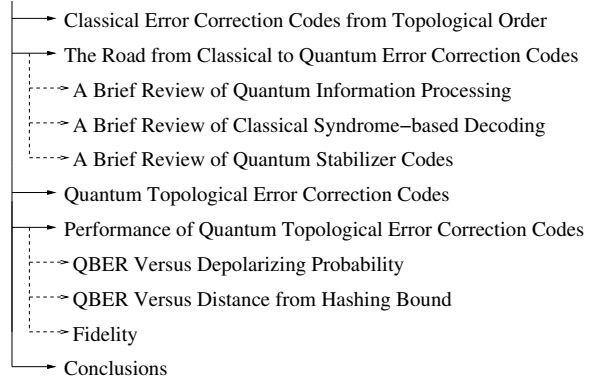 Classical Error Correction Codes from Topological Order
The Road from Classical to Quantum Error Correction Codes
A Brief Review of Quantum Information Processing
A Brief Review of Classical Syndrome−based Decoding
A Brief Review of Quantum Stabilizer Codes
Quantum Topological Error Correction Codes
Performance of Quantum Topological Error Correction Codes
QBER Versus Depolarizing Probability
QBER Versus Distance from Hashing Bound
Fidelity
Conclusions